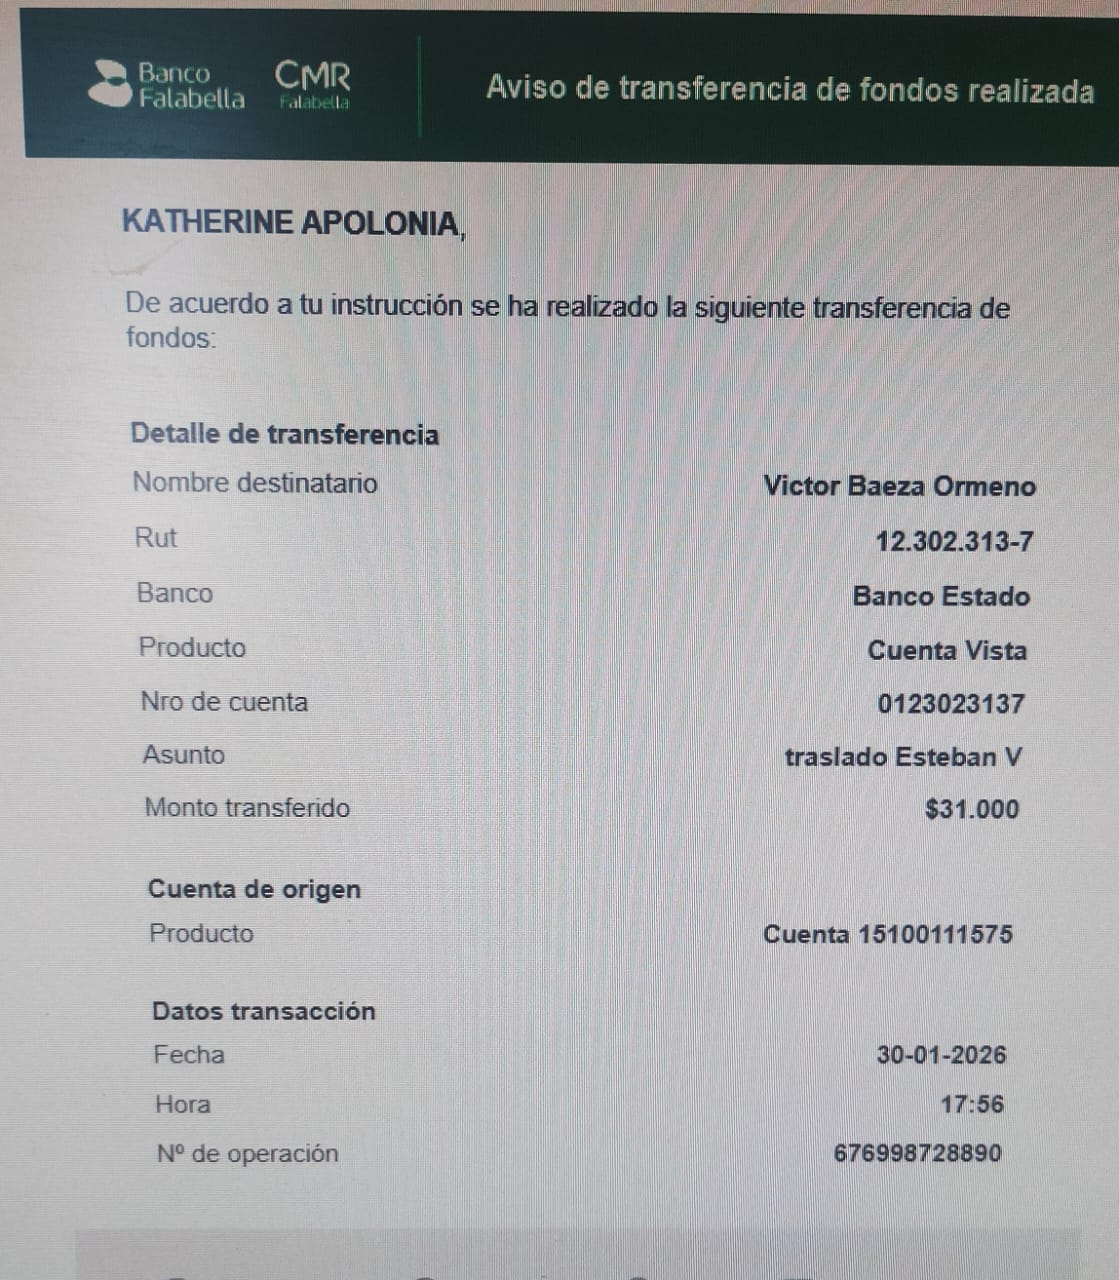 Banco
Falabella
CMR
Falabella
Aviso de transferencia de fondos realizada
KATHERINE APOLONIA,
De acuerdo a tu instrucción se ha realizado la siguiente transferencia de
fondos:
Detalle de transferencia
Nombre destinatario Victor Baeza Ormeno
Rut 12.302.313-7
Banco Banco Estado
Producto Cuenta Vista
Nro de cuenta 0123023137
Asunto traslado Esteban V
Monto transferido $31.000
Cuenta de origen
Producto Cuenta 15100111575
Datos transacción
Fecha 30-01-2026
Hora 17:56
Nº de operación 676998728890